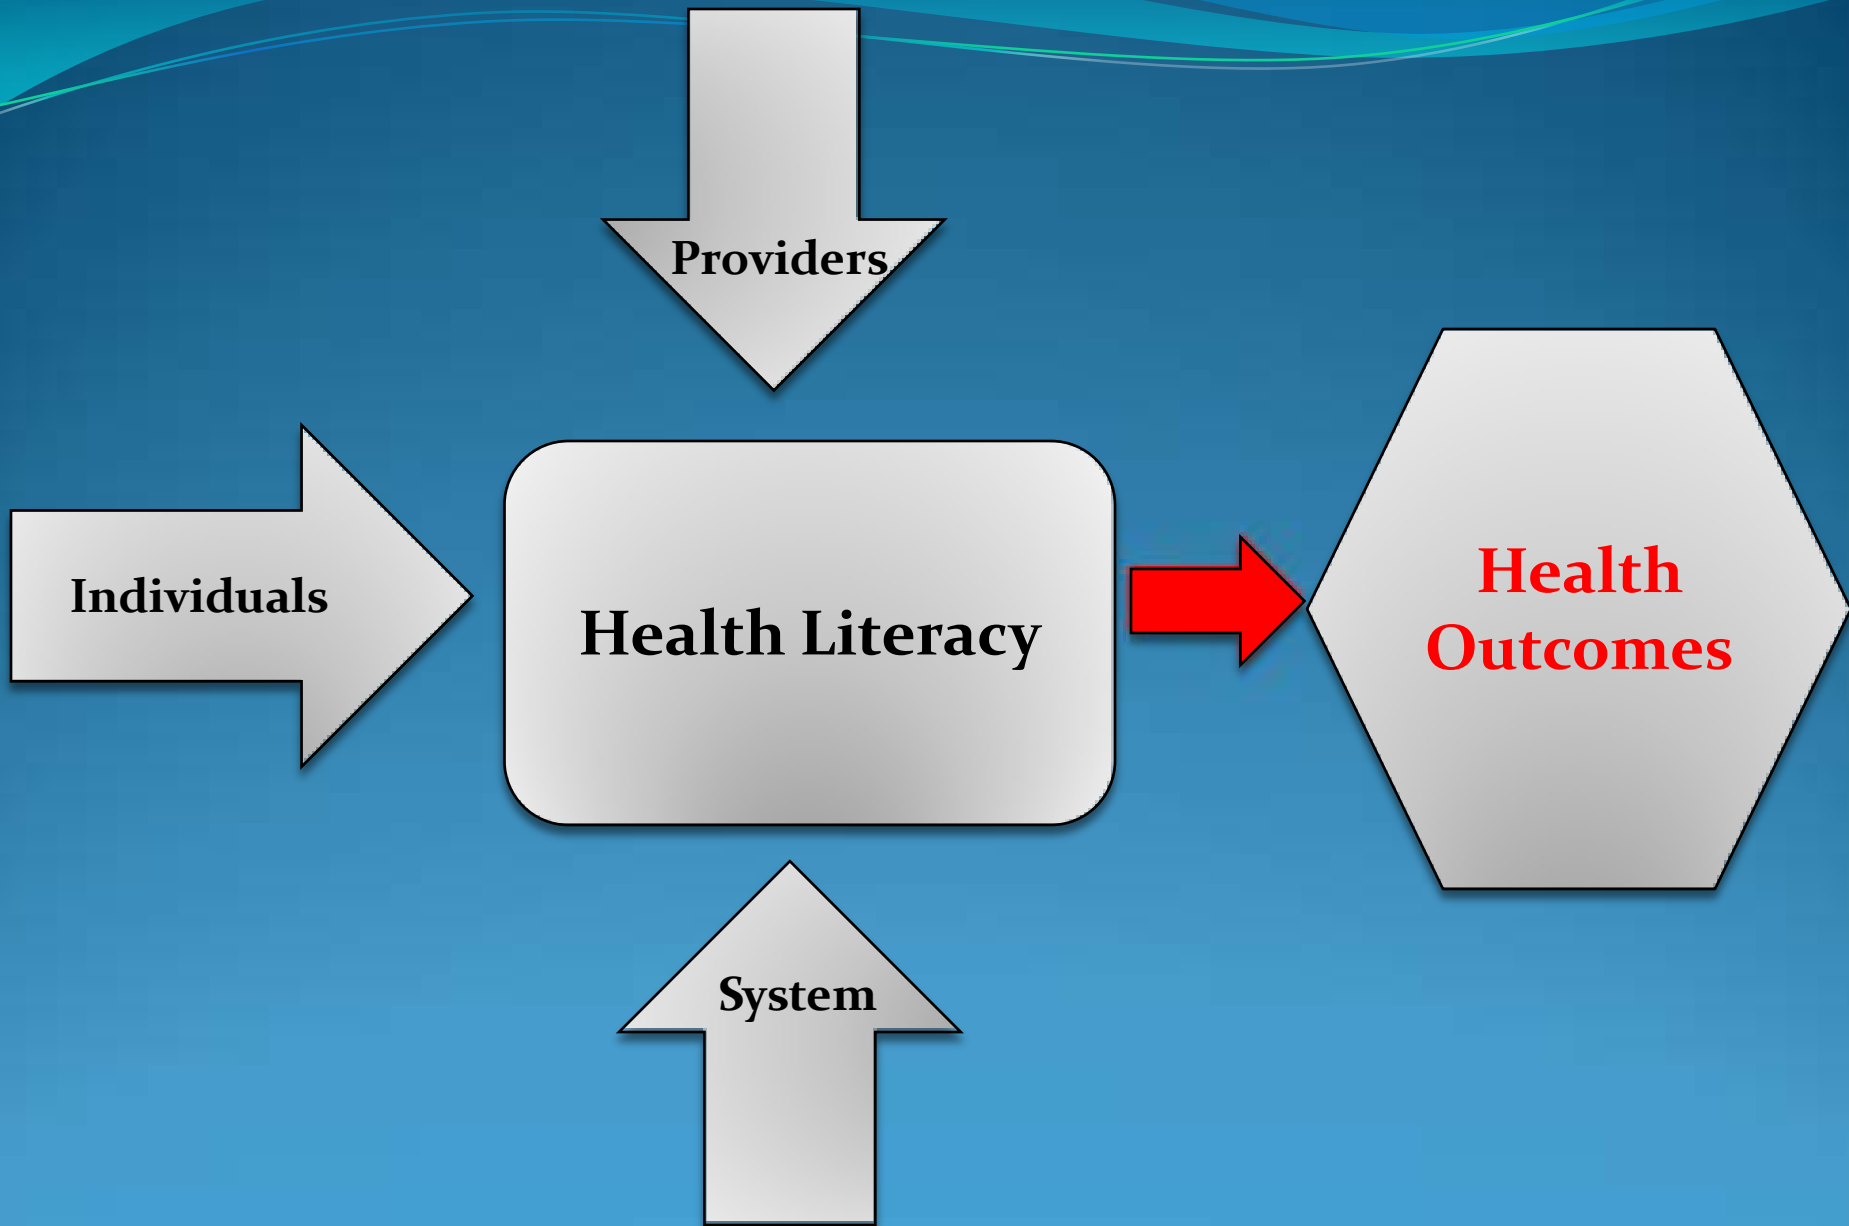 Providers
Individuals
Health Literacy
Health
Outcomes
System